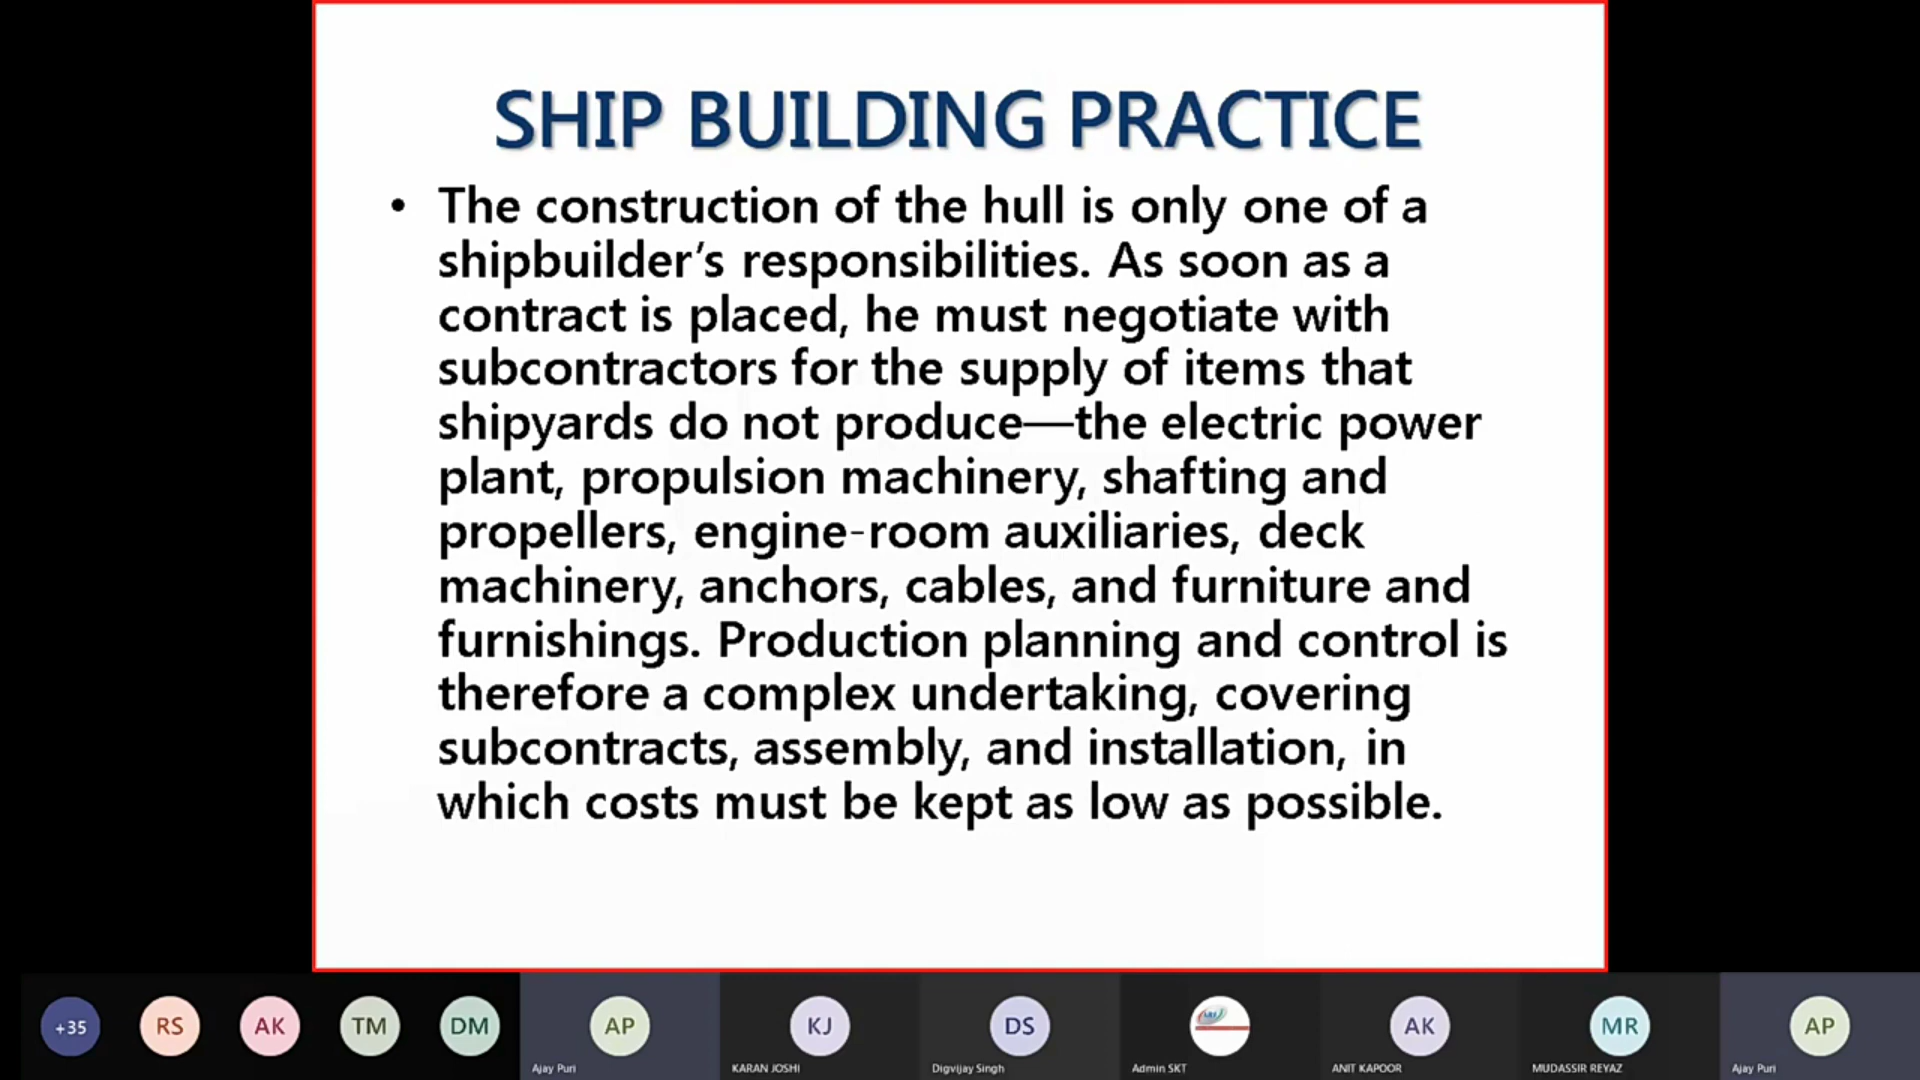 SHIP BUILDING PRACTICE
• The construction of the hull is only one of a
shipbuilder’s responsibilities. As soon as a
contract is placed, he must negotiate with
subcontractors for the supply of items that
shipyards do not produce—the electric power
plant, propulsion machinery, shafting and
propellers, engine-room auxiliaries, deck
machinery, anchors, cables, and furniture and
furnishings. Production planning and control is
therefore a complex undertaking, covering
subcontracts, assembly, and installation, in
which costs must be kept as low as possible.
+35 RS AK TM DM AP KJ DS AK MR AP
Ajay Puri KARAN JOSHI Digvijay Singh Admin SKT ANIT KAPOOR MUDASSIR REYAZ Ajay Puri